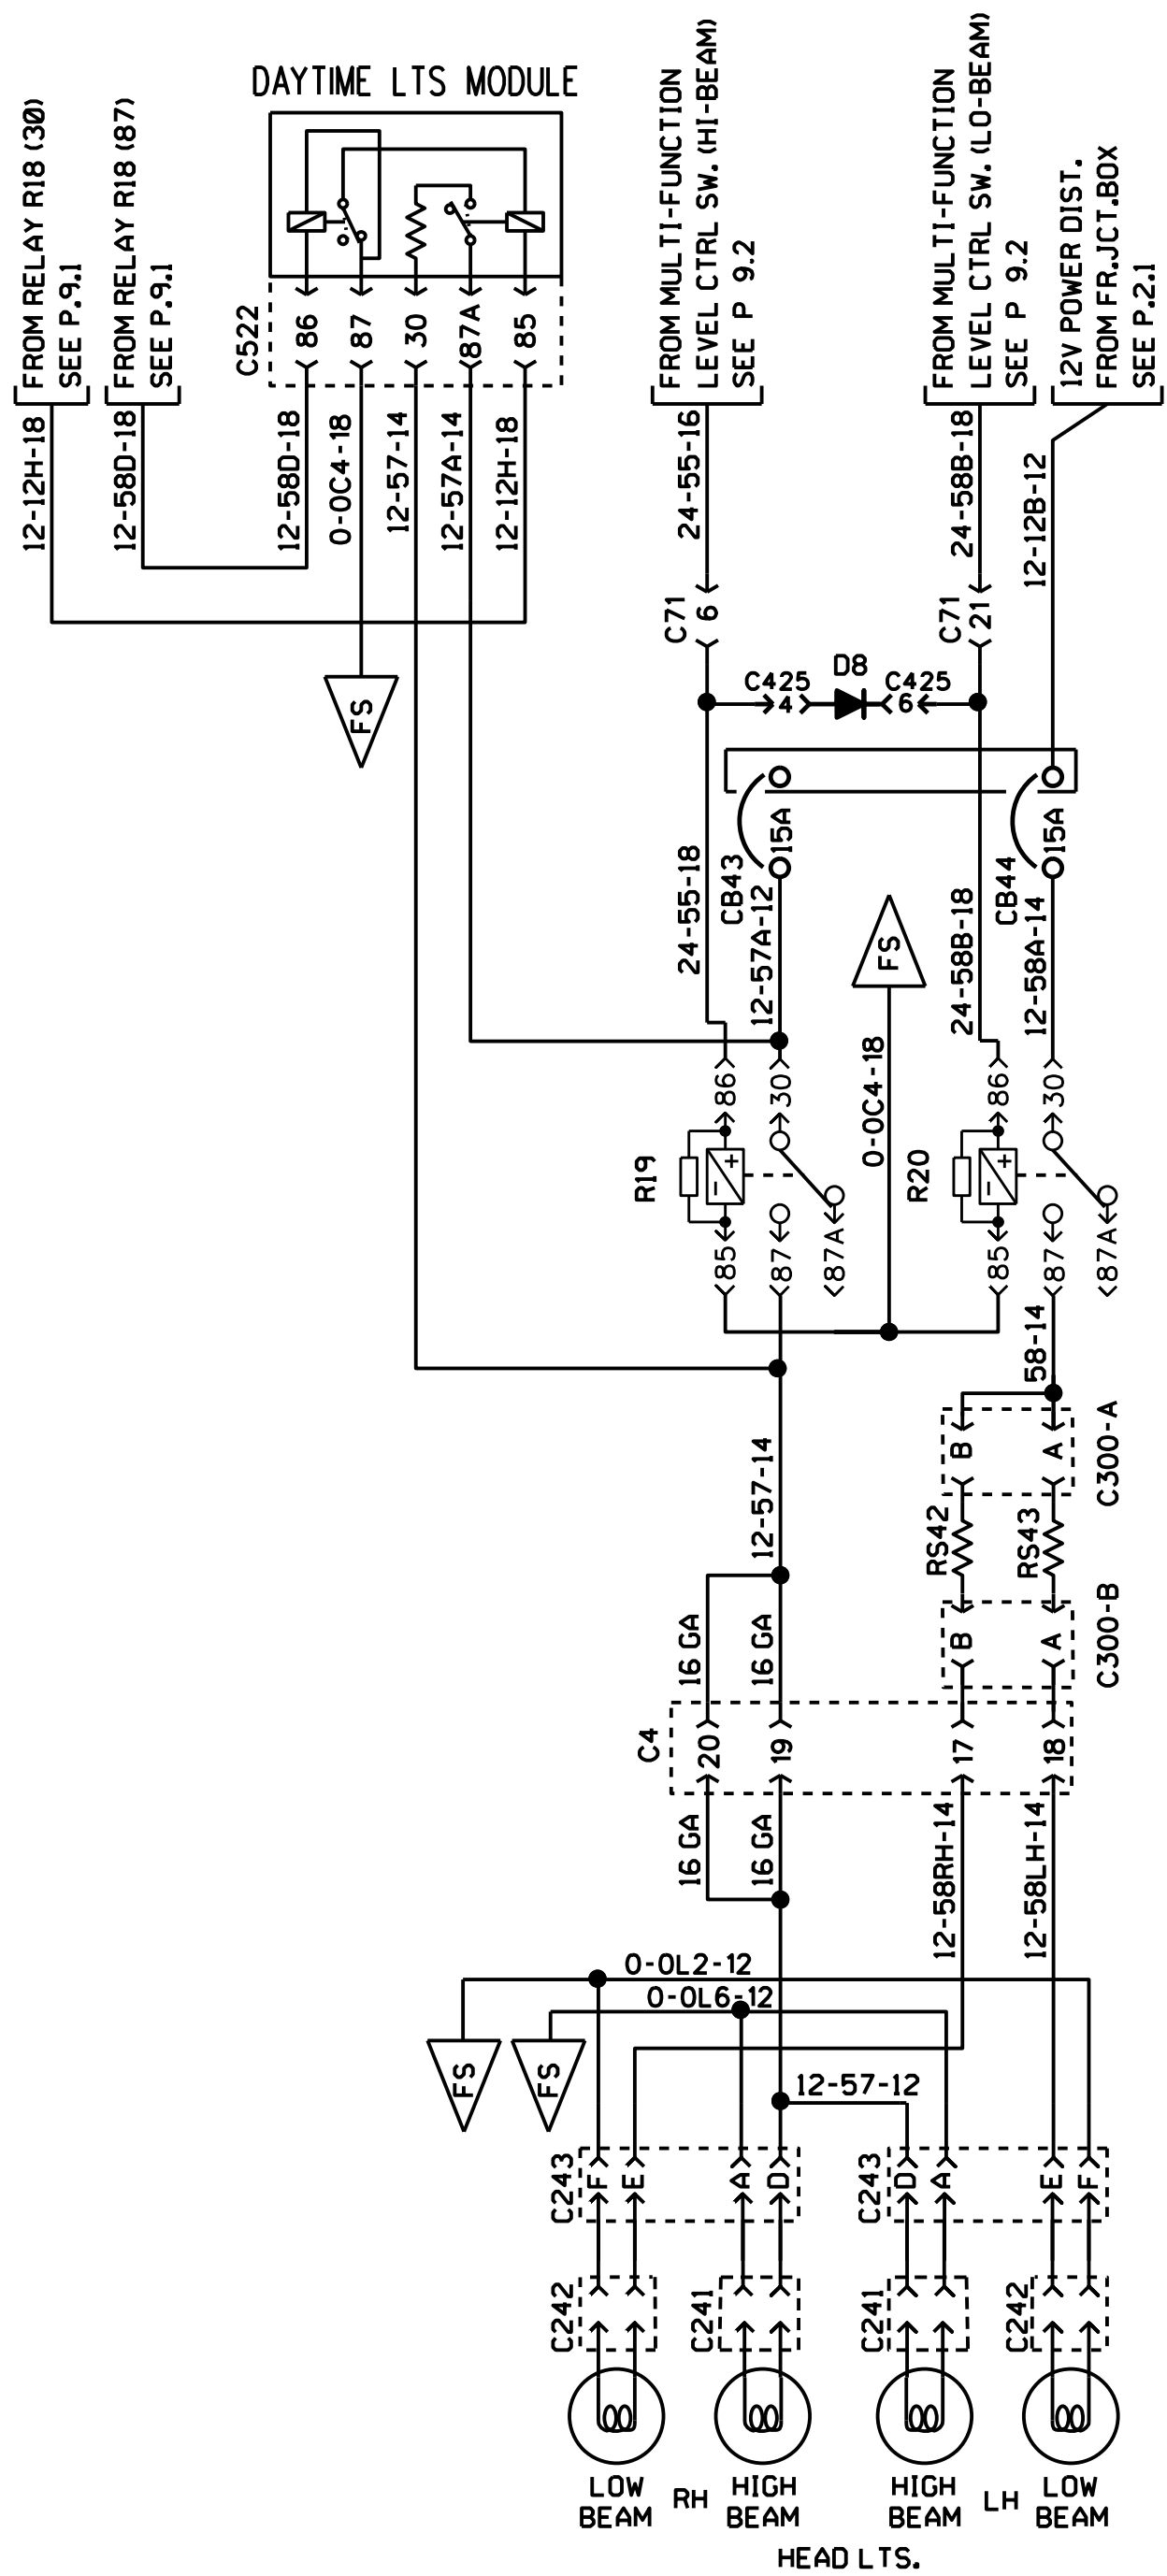 FROM RELAY R18 (30)
SEE P.9.1
FROM RELAY R18 (87)
SEE P.9.1
DAYTIME LTS MODULE
FROM MULTI-FUNCTION
LEVEL CTRL SW. (HI-BEAM)
SEE P 9.2
FROM MULTI-FUNCTION
LEVEL CTRL SW. (LO-BEAM)
SEE P 9.2
12V POWER DIST.
FROM FR.JCT.BOX
SEE P.2.1
C522
86
87
30
87A
85
12-12H-18
12-58D-18
12-58D-18
0-0C4-18
12-57-14
12-57A-14
12-12H-18
24-55-16
24-58B-18
12-12B-12
C71
6
C71
21
FS
C425
4
D8
C425
6
15A
15A
CB43
CB44
24-55-18
12-57A-12
FS
24-58B-18
12-58A-14
0-0C4-18
86
30
86
30
R19
R20
85
87
87A
85
87
87A
58-14
B
A
C300-A
12-57-14
RS42
RS43
B
A
C300-B
16 GA
16 GA
C4
20
19
17
18
16 GA
16 GA
12-58RH-14
12-58LH-14
0-0L2-12
0-0L6-12
FS
FS
12-57-12
C243
F
E
A
D
C243
D
A
E
F
C242
C241
C241
C242
LOW
BEAM
RH
HIGH
BEAM
HIGH
BEAM
LH
LOW
BEAM
HEAD LTS.